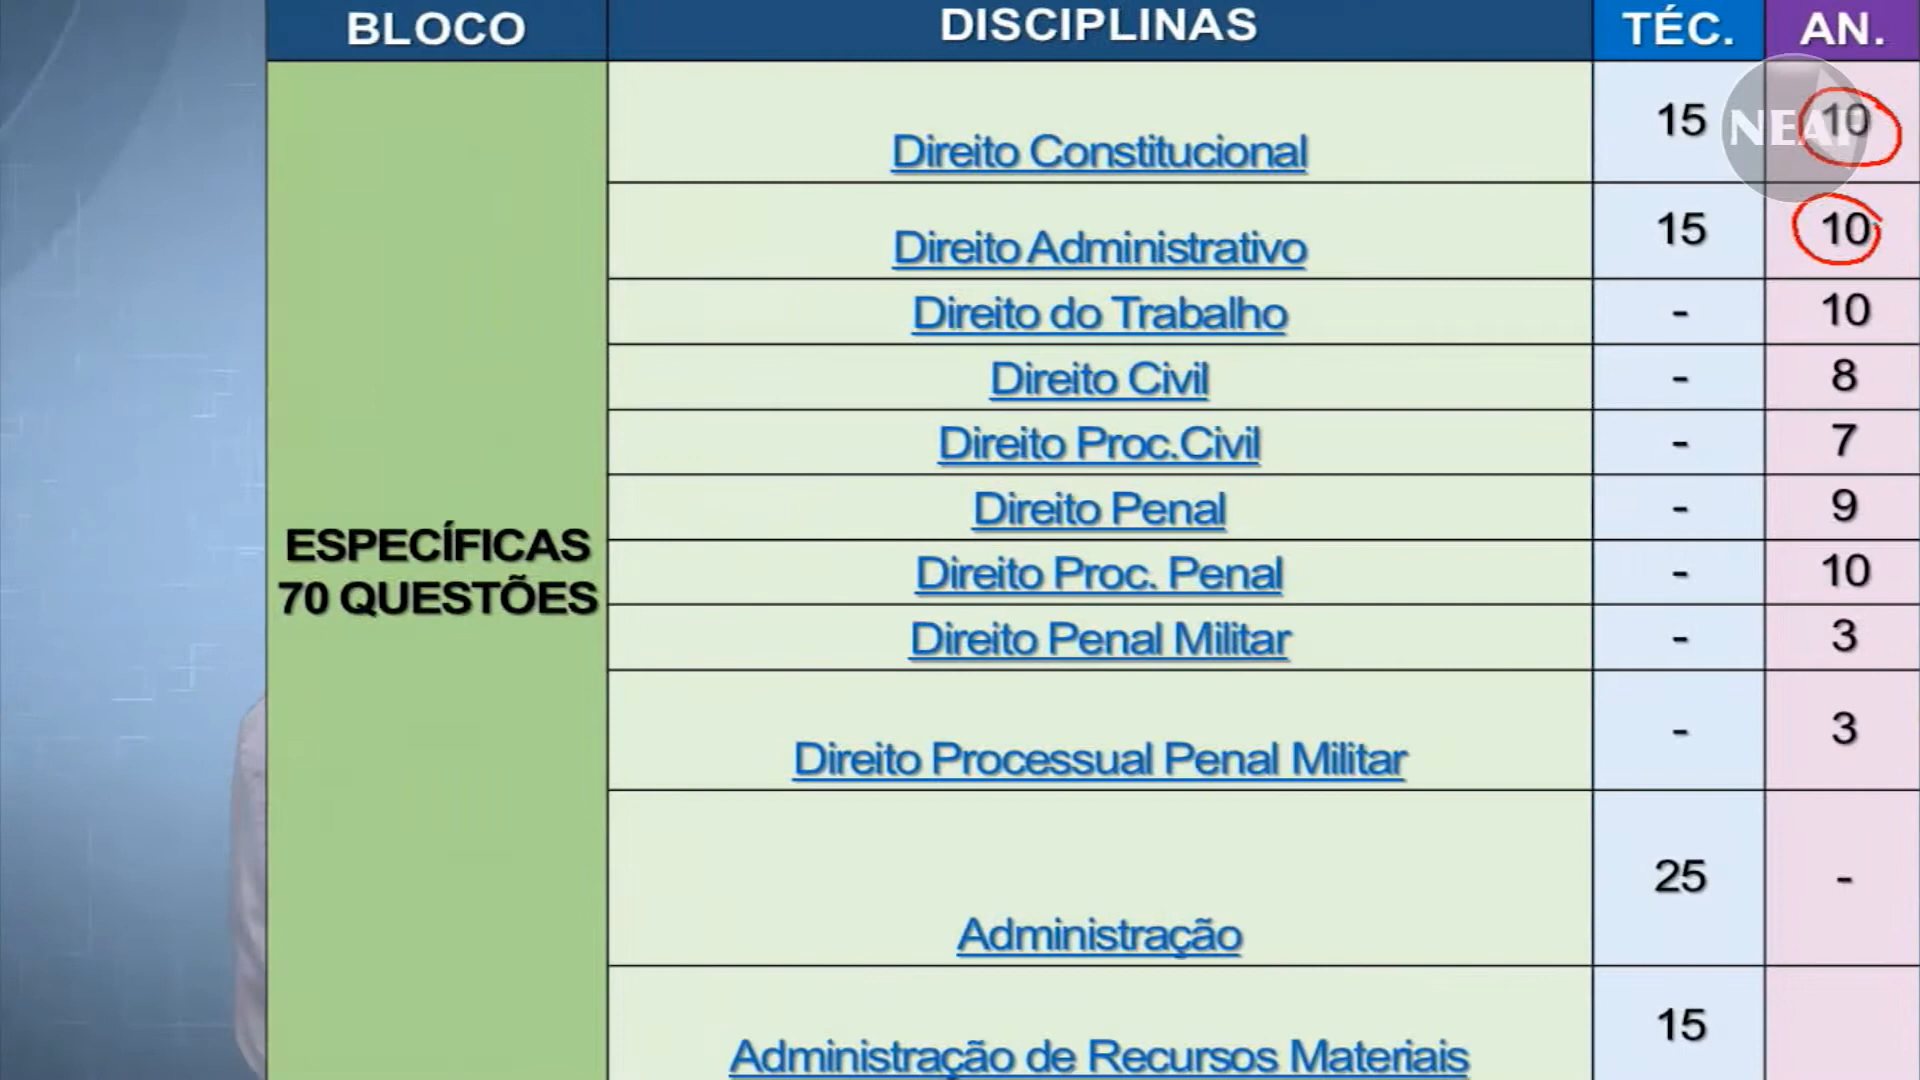 BLOCO DISCIPLINAS TÉC. AN.
Direito Constitucional 15 10
NEAF
Direito Administrativo 15 10
Direito do Trabalho - 10
Direito Civil - 8
Direito Proc.Civil - 7
Direito Penal - 9
ESPECÍFICAS
70 QUESTÕES
Direito Proc. Penal - 10
Direito Penal Militar - 3
Direito Processual Penal Militar - 3
Administração 25 -
Administração de Recursos Materiais 15